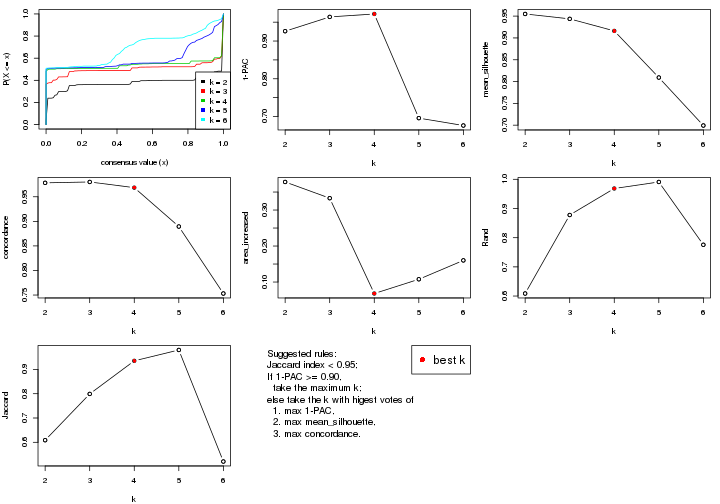 P(X <= x)
1.0
0.8
0.6
0.4
0.2
0.0
k = 2
k = 3
k = 4
k = 5
k = 6
0.0 0.2 0.4 0.6 0.8 1.0
consensus value (x)
1-PAC
0.90
0.80
0.70
2 3 4 5 6
k
mean_silhouette
0.95
0.90
0.85
0.80
0.75
0.70
2 3 4 5 6
k
concordance
0.95
0.90
0.85
0.80
0.75
2 3 4 5 6
k
area_increased
0.30
0.20
0.10
2 3 4 5 6
k
Rand
1.0
0.9
0.8
0.7
0.6
2 3 4 5 6
k
Jaccard
0.9
0.8
0.7
0.6
2 3 4 5 6
k
Suggested rules:
Jaccard index < 0.95;
If 1-PAC >= 0.90,
take the maximum k;
else take the k with higest votes of
1. max 1-PAC,
2. max mean_silhouette,
3. max concordance.
best k